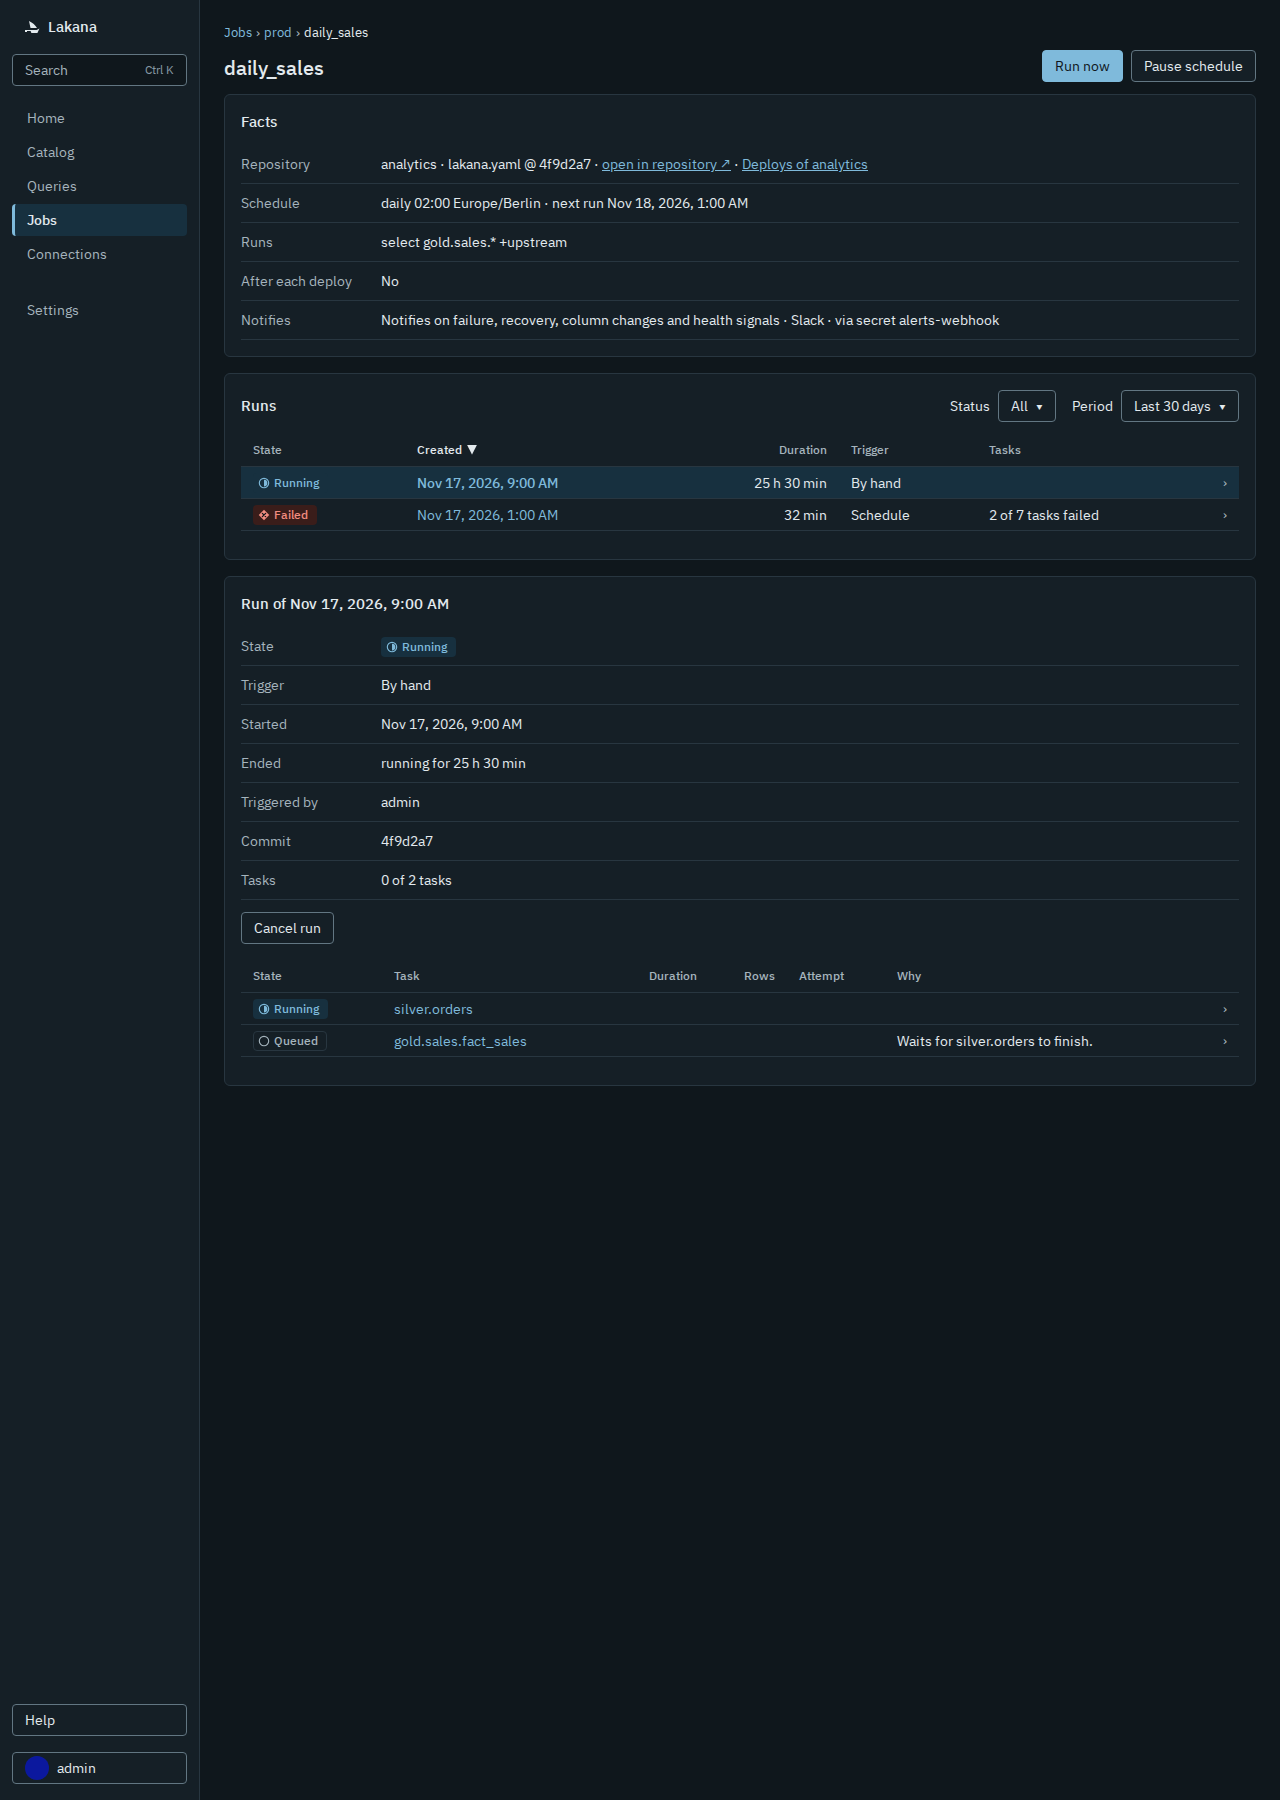 Lakana
Search Ctrl K
Home
Catalog
Queries
Jobs
Connections
Settings
Help
admin
Jobs › prod › daily_sales
daily_sales
Run now
Pause schedule
Facts
Repository analytics · lakana.yaml @ 4f9d2a7 · open in repository ↗ · Deploys of analytics
Schedule daily 02:00 Europe/Berlin · next run Nov 18, 2026, 1:00 AM
Runs select gold.sales.* +upstream
After each deploy No
Notifies Notifies on failure, recovery, column changes and health signals · Slack · via secret alerts-webhook
Runs Status All ▾ Period Last 30 days ▾
State Created ▼ Duration Trigger Tasks
Running Nov 17, 2026, 9:00 AM 25 h 30 min By hand ›
Failed Nov 17, 2026, 1:00 AM 32 min Schedule 2 of 7 tasks failed ›
Run of Nov 17, 2026, 9:00 AM
State Running
Trigger By hand
Started Nov 17, 2026, 9:00 AM
Ended running for 25 h 30 min
Triggered by admin
Commit 4f9d2a7
Tasks 0 of 2 tasks
Cancel run
State Task Duration Rows Attempt Why
Running silver.orders ›
Queued gold.sales.fact_sales Waits for silver.orders to finish. ›